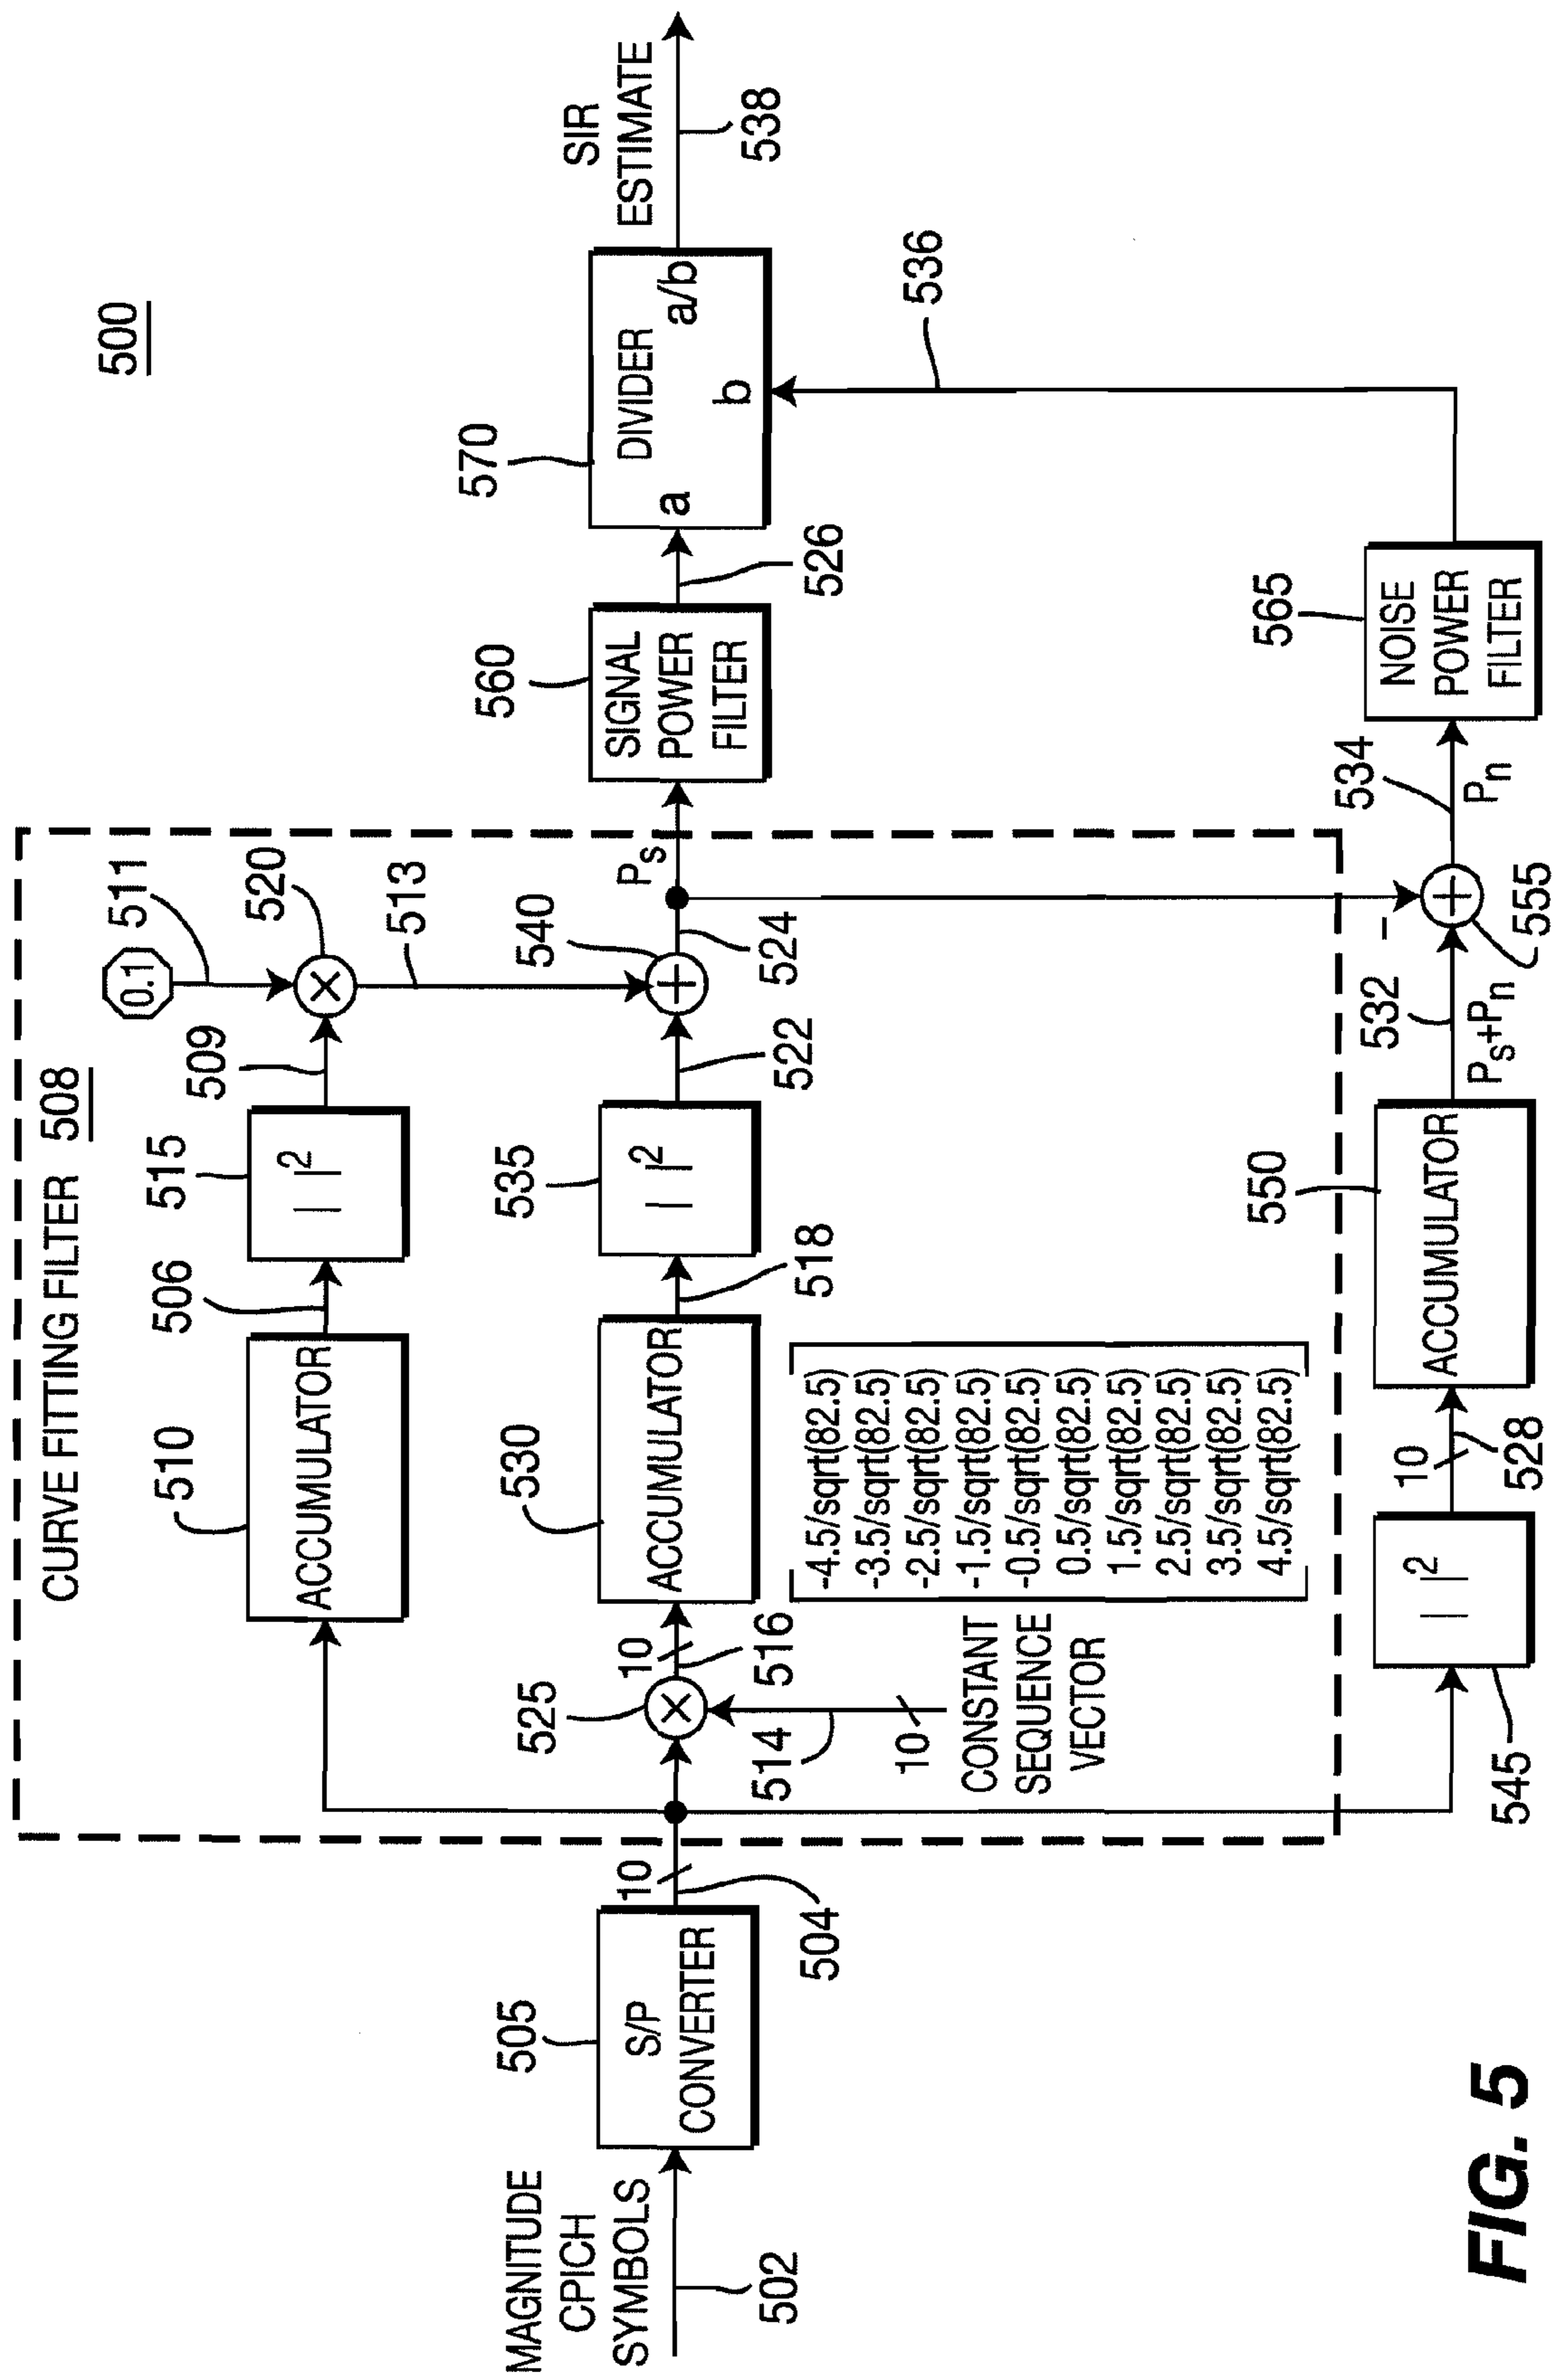 500
CURVE FITTING FILTER 508
0.1
511
520
513
510
ACCUMULATOR
506
515
| |²
509
MAGNITUDE
CPICH
SYMBOLS
502
505
S/P
CONVERTER
10
504
525
10
516
514
10
CONSTANT
SEQUENCE
VECTOR
-4.5/sqrt(82.5)
-3.5/sqrt(82.5)
-2.5/sqrt(82.5)
-1.5/sqrt(82.5)
-0.5/sqrt(82.5)
0.5/sqrt(82.5)
1.5/sqrt(82.5)
2.5/sqrt(82.5)
3.5/sqrt(82.5)
4.5/sqrt(82.5)
530
ACCUMULATOR
518
535
| |²
522
540
524
Ps
560
SIGNAL
POWER
FILTER
526
570
DIVIDER
a
a/b
b
SIR
ESTIMATE
538
536
545
| |²
10
528
550
ACCUMULATOR
532
Ps+Pn
-
555
534
Pn
565
NOISE
POWER
FILTER
FIG. 5